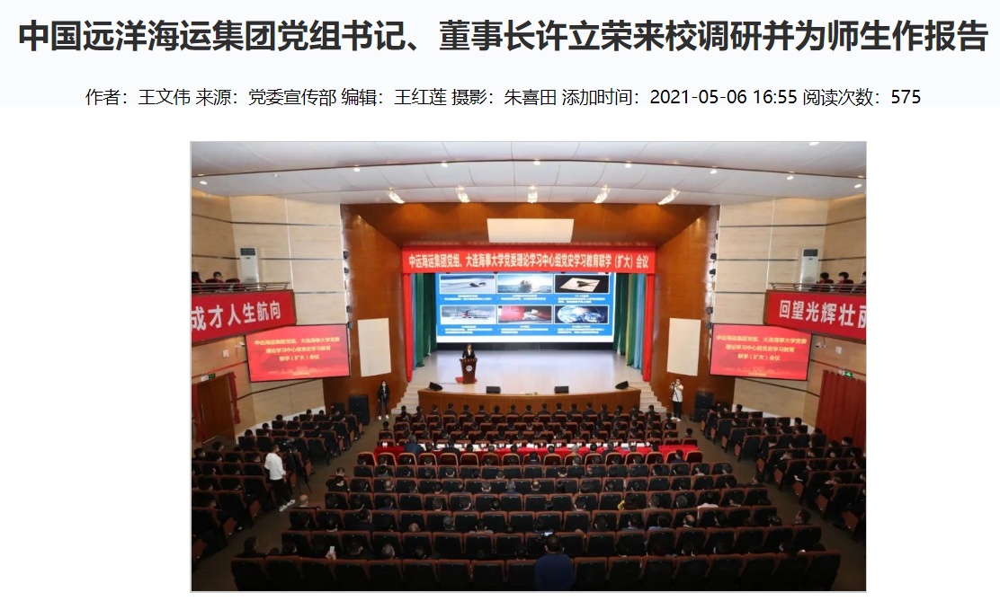 中国远洋海运集团党组书记、董事长许立荣来校调研并为师生作报告
作者：王文伟 来源：党委宣传部 编辑：王红莲 摄影：朱喜田 添加时间：2021-05-06 16:55 阅读次数：575
中远海运集团党组、大连海事大学党委理论学习中心组党史学习教育联学（扩大）会议
成才人生航向
回望光辉壮丽
中远海运集团党组、大连海事大学党委
理论学习中心组党史学习教育
联学（扩大）会议
中远海运集团党组、大连海事大学党委
理论学习中心组党史学习教育
联学（扩大）会议